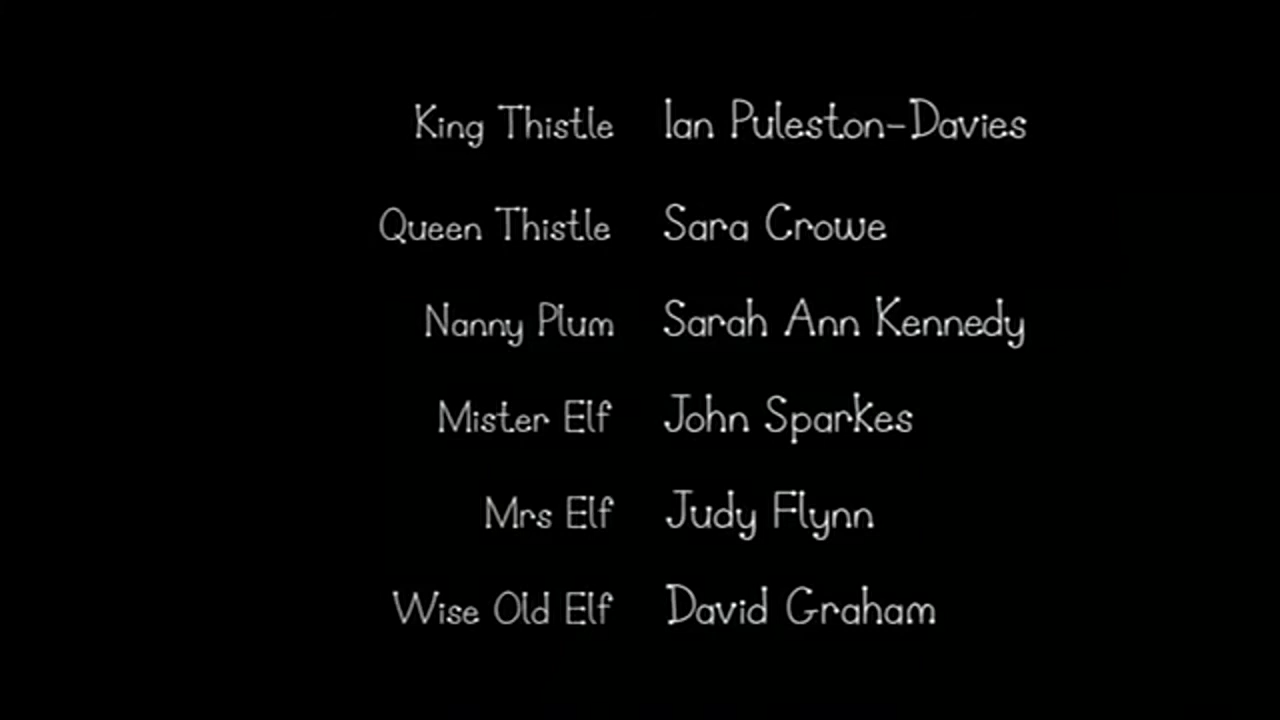 King Thistle Ian Puleston-Davies
Queen Thistle Sara Crowe
Nanny Plum Sarah Ann Kennedy
Mister Elf John Sparkes
Mrs Elf Judy Flynn
Wise Old Elf David Graham